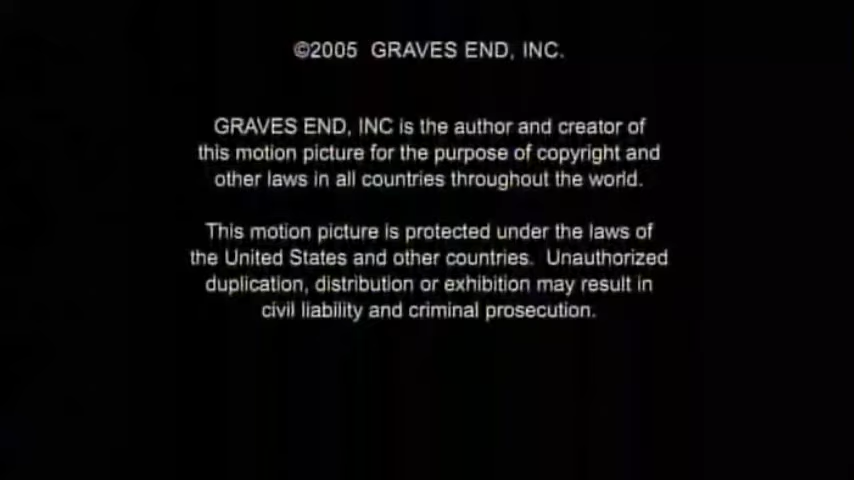 ©2005  GRAVES END, INC.
GRAVES END, INC is the author and creator of
this motion picture for the purpose of copyright and
other laws in all countries throughout the world.
This motion picture is protected under the laws of
the United States and other countries.  Unauthorized
duplication, distribution or exhibition may result in
civil liability and criminal prosecution.